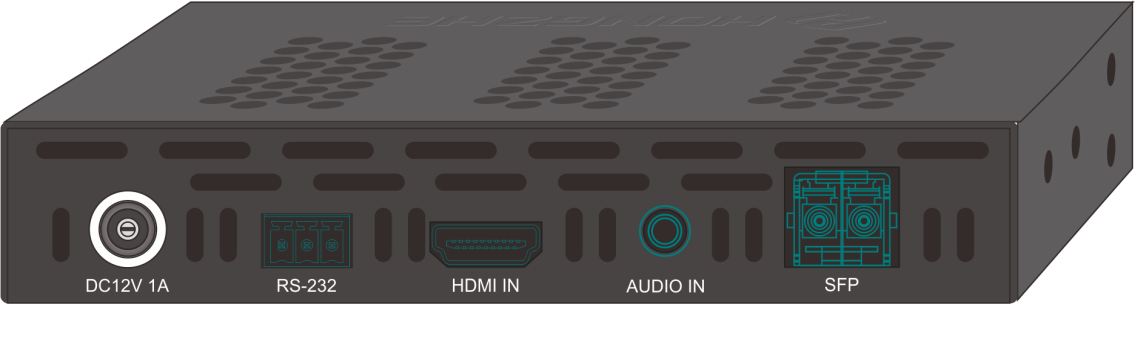 DC12V 1A
RS-232
HDMI IN
AUDIO IN
SFP